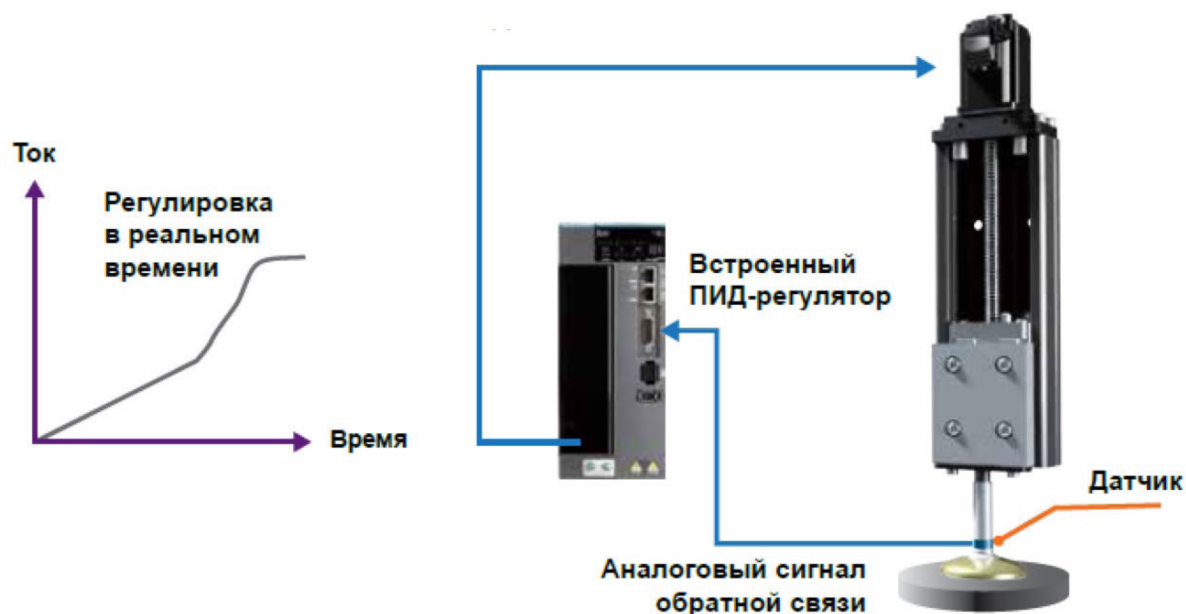 Ток
Регулировка
в реальном
времени
Время
Встроенный
ПИД-регулятор
Датчик
Аналоговый сигнал
обратной связи